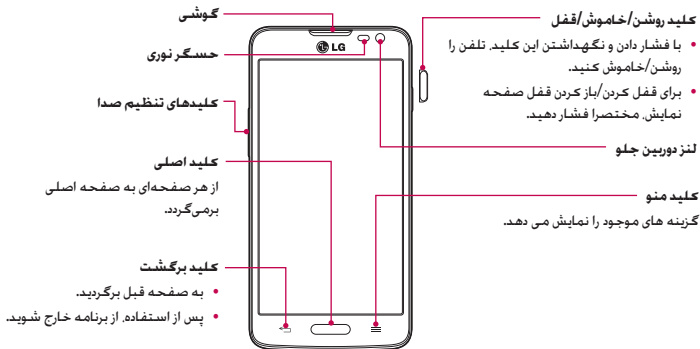 کلید روشن/خاموش/قفل
• با فشار دادن و نگهداشتن این کلید، تلفن را
روشن/خاموش کنید.
• برای قفل کردن/باز کردن قفل صفحه
نمایش، مختصرا فشار دهید.
لنز دوربین جلو
کلید منو
گزینه های موجود را نمایش می دهد.
گوشی
حسگر نوری
کلیدهای تنظیم صدا
کلید اصلی
از هر صفحه‌ای به صفحه اصلی
برمی‌گردد.
کلید برگشت
• به صفحه قبل برگردید.
• پس از استفاده، از برنامه خارج شوید.
LG